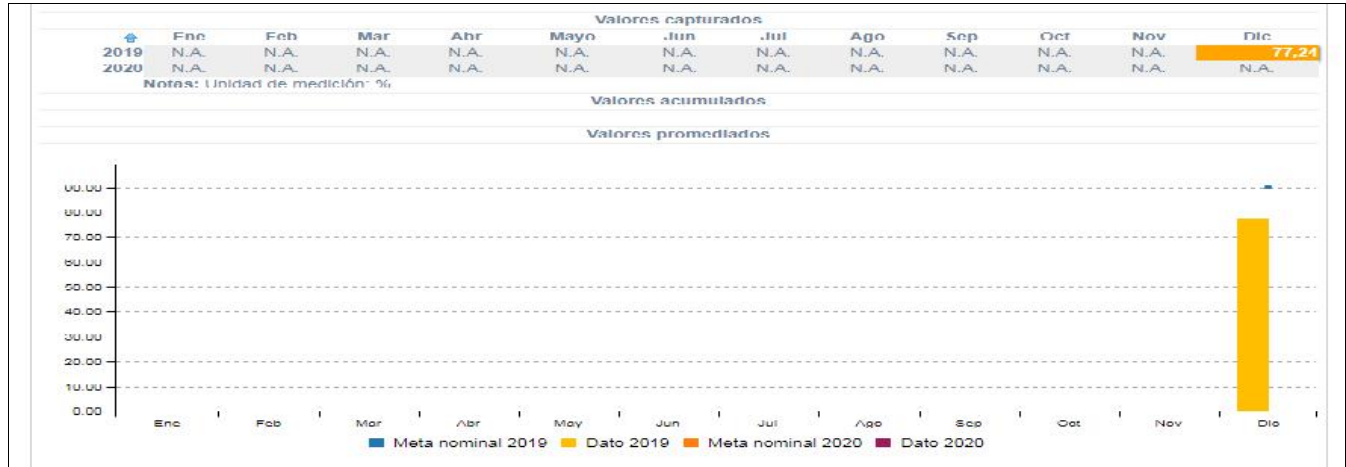 Valores capturados
Ene Feb Mar Abr Mayo Jun Jul Ago Sep Oct Nov Dic
2019 N.A. N.A. N.A. N.A. N.A. N.A. N.A. N.A. N.A. N.A. N.A. 77,24
2020 N.A. N.A. N.A. N.A. N.A. N.A. N.A. N.A. N.A. N.A. N.A. N.A.
Notas: Unidad de medición: %
Valores acumulados
Valores promediados
80.00
70.00
60.00
50.00
40.00
30.00
20.00
10.00
0.00
Ene Feb Mar Abr May Jun Jul Ago Sep Oct Nov Dic
Meta nominal 2019 Dato 2019 Meta nominal 2020 Dato 2020